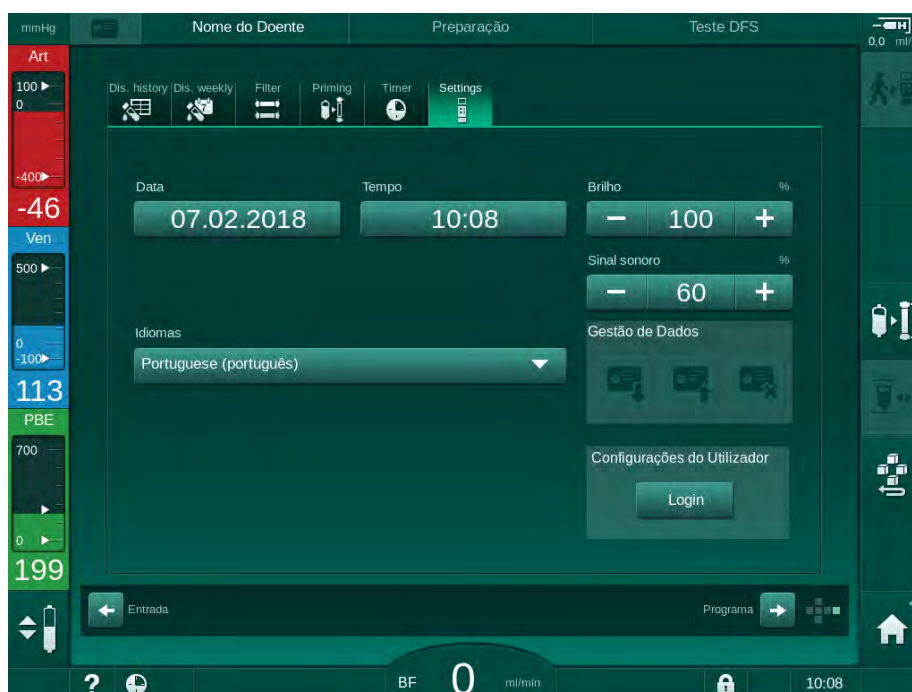 mmHg
Nome do Doente
Preparação
Teste DFS
0,0 ml/
Art
100
0
-400
-46
Ven
500
0
-100
113
PBE
700
0
199
Dis. history
Dis. weekly
Filter
Priming
Timer
Settings
Data
Tempo
Brilho %
07.02.2018
10:08
− 100 +
Sinal sonoro %
− 60 +
Idiomas
Gestão de Dados
Portuguese (português)
Configurações do Utilizador
Login
Entrada
Programa
? BF 0 ml/min 10:08